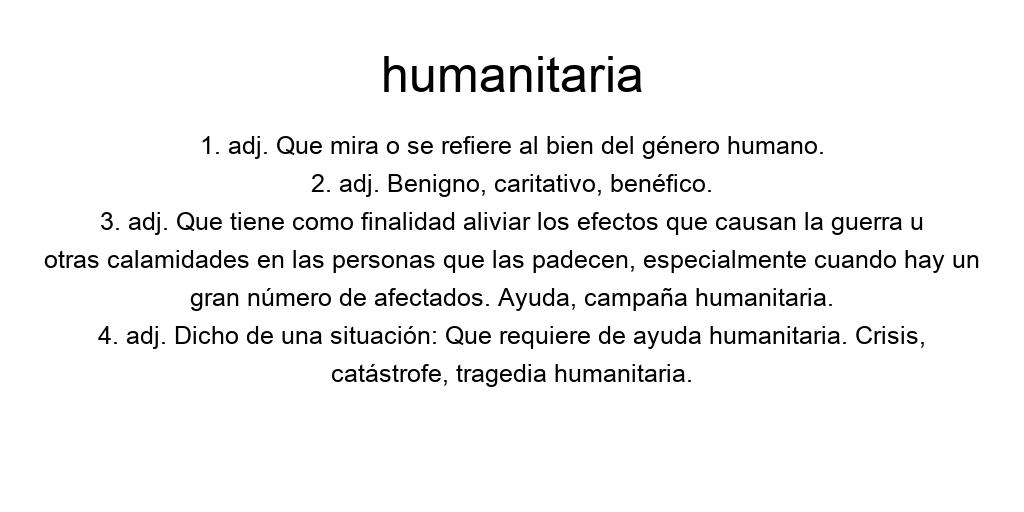 humanitaria
1. adj. Que mira o se refiere al bien del género humano.
2. adj. Benigno, caritativo, benéfico.
3. adj. Que tiene como finalidad aliviar los efectos que causan la guerra u
otras calamidades en las personas que las padecen, especialmente cuando hay un
gran número de afectados. Ayuda, campaña humanitaria.
4. adj. Dicho de una situación: Que requiere de ayuda humanitaria. Crisis,
catástrofe, tragedia humanitaria.